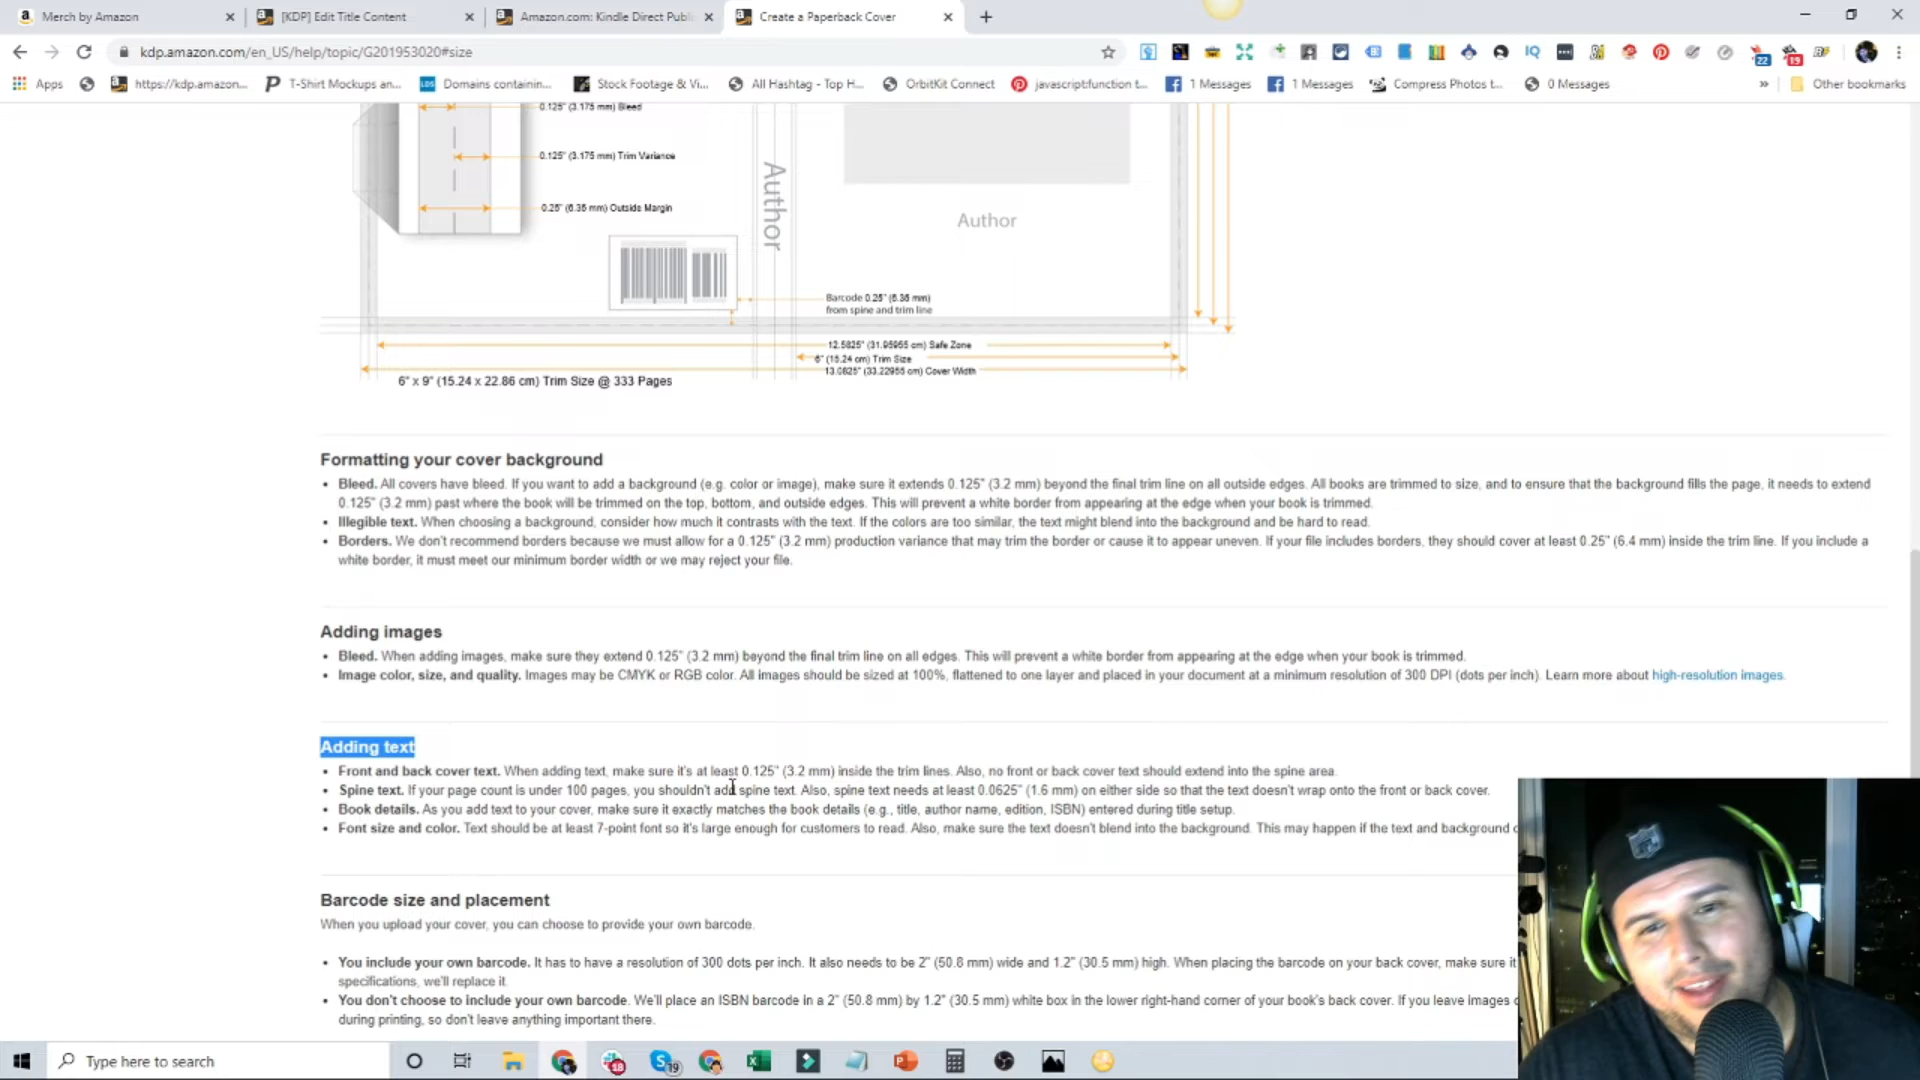 Merch by Amazon
[KDP] Edit Title Content
Amazon.com: Kindle Direct Publ
Create a Paperback Cover
kdp.amazon.com/en_US/help/topic/G201953020#size
IQ
22
19
Apps
https://kdp.amazon...
T-Shirt Mockups an...
LDS
Domains containin...
Stock Footage & Vi...
All Hashtag - Top H...
OrbitKit Connect
javascript:function t...
1 Messages
1 Messages
Compress Photos t...
0 Messages
Other bookmarks
0.125" (3.175 mm) Bleed
0.125" (3.175 mm) Trim Variance
0.25" (6.35 mm) Outside Margin
Author
Author
Barcode 0.25" (6.35 mm)
from spine and trim line
12.5825" (31.95955 cm) Safe Zone
6" (15.24 cm) Trim Size
13.0825" (33.22955 cm) Cover Width
6" x 9" (15.24 x 22.86 cm) Trim Size @ 333 Pages
Formatting your cover background
• Bleed. All covers have bleed. If you want to add a background (e.g. color or image), make sure it extends 0.125" (3.2 mm) beyond the final trim line on all outside edges. All books are trimmed to size, and to ensure that the background fills the page, it needs to extend
0.125" (3.2 mm) past where the book will be trimmed on the top, bottom, and outside edges. This will prevent a white border from appearing at the edge when your book is trimmed.
• Illegible text. When choosing a background, consider how much it contrasts with the text. If the colors are too similar, the text might blend into the background and be hard to read.
• Borders. We don't recommend borders because we must allow for a 0.125" (3.2 mm) production variance that may trim the border or cause it to appear uneven. If your file includes borders, they should cover at least 0.25" (6.4 mm) inside the trim line. If you include a
white border, it must meet our minimum border width or we may reject your file.
Adding images
• Bleed. When adding images, make sure they extend 0.125" (3.2 mm) beyond the final trim line on all edges. This will prevent a white border from appearing at the edge when your book is trimmed.
• Image color, size, and quality. Images may be CMYK or RGB color. All images should be sized at 100%, flattened to one layer and placed in your document at a minimum resolution of 300 DPI (dots per inch). Learn more about high-resolution images.
Adding text
• Front and back cover text. When adding text, make sure it's at least 0.125" (3.2 mm) inside the trim lines. Also, no front or back cover text should extend into the spine area.
• Spine text. If your page count is under 100 pages, you shouldn't add spine text. Also, spine text needs at least 0.0625" (1.6 mm) on either side so that the text doesn't wrap onto the front or back cover.
• Book details. As you add text to your cover, make sure it exactly matches the book details (e.g., title, author name, edition, ISBN) entered during title setup.
• Font size and color. Text should be at least 7-point font so it's large enough for customers to read. Also, make sure the text doesn't blend into the background. This may happen if the text and background
Barcode size and placement
When you upload your cover, you can choose to provide your own barcode.
• You include your own barcode. It has to have a resolution of 300 dots per inch. It also needs to be 2" (50.8 mm) wide and 1.2" (30.5 mm) high. When placing the barcode on your back cover, make sure it
specifications, we'll replace it
• You don't choose to include your own barcode. We'll place an ISBN barcode in a 2" (50.8 mm) by 1.2" (30.5 mm) white box in the lower right-hand corner of your book's back cover. If you leave images
during printing, so don't leave anything important there.
NFL
Type here to search
18
19